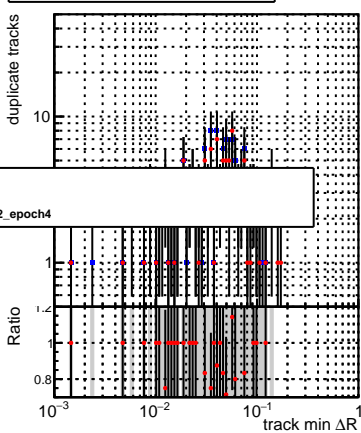 duplicate tracks
10
2_epoch4
1
1.2
Ratio
1
0.8
10⁻³
10⁻²
10⁻¹
1
track min ΔR